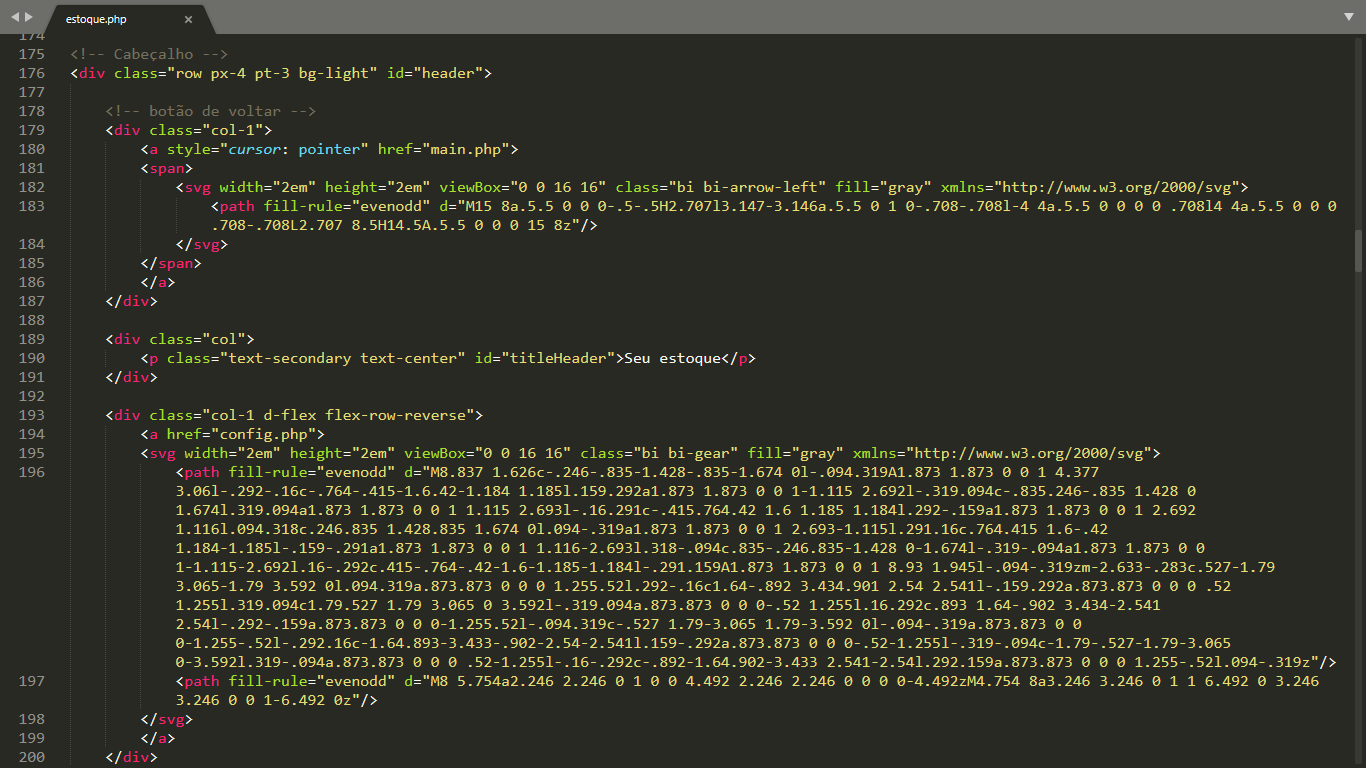 estoque.php
174
175 <!-- Cabeçalho -->
176 <div class="row px-4 pt-3 bg-light" id="header">
177
178 <!-- botão de voltar -->
179 <div class="col-1">
180 <a style="cursor: pointer" href="main.php">
181 <span>
182 <svg width="2em" height="2em" viewBox="0 0 16 16" class="bi bi-arrow-left" fill="gray" xmlns="http://www.w3.org/2000/svg">
183 <path fill-rule="evenodd" d="M15 8a.5.5 0 0 0-.5-.5H2.707l3.147-3.146a.5.5 0 1 0-.708-.708l-4 4a.5.5 0 0 0 0 .708l4 4a.5.5 0 0 0
.708-.708L2.707 8.5H14.5A.5.5 0 0 0 15 8z"/>
184 </svg>
185 </span>
186 </a>
187 </div>
188
189 <div class="col">
190 <p class="text-secondary text-center" id="titleHeader">Seu estoque</p>
191 </div>
192
193 <div class="col-1 d-flex flex-row-reverse">
194 <a href="config.php">
195 <svg width="2em" height="2em" viewBox="0 0 16 16" class="bi bi-gear" fill="gray" xmlns="http://www.w3.org/2000/svg">
196 <path fill-rule="evenodd" d="M8.837 1.626c-.246-.835-1.428-.835-1.674 0l-.094.319A1.873 1.873 0 0 1 4.377
3.06l-.292-.16c-.764-.415-1.6.42-1.184 1.185l.159.292a1.873 1.873 0 0 1-1.115 2.692l-.319.094c-.835.246-.835 1.428 0
1.674l.319.094a1.873 1.873 0 0 1 1.115 2.693l-.16.291c-.415.764.42 1.6 1.185 1.184l.292-.159a1.873 1.873 0 0 1 2.692
1.116l.094.318c.246.835 1.428.835 1.674 0l.094-.319a1.873 1.873 0 0 1 2.693-1.115l.291.16c.764.415 1.6-.42
1.184-1.185l-.159-.291a1.873 1.873 0 0 1 1.116-2.693l.318-.094c.835-.246.835-1.428 0-1.674l-.319-.094a1.873 1.873 0 0
1-1.115-2.692l.16-.292c.415-.764-.42-1.6-1.185-1.184l-.291.159A1.873 1.873 0 0 1 8.93 1.945l-.094-.319zm-2.633-.283c.527-1.79
3.065-1.79 3.592 0l.094.319a.873.873 0 0 0 1.255.52l.292-.16c1.64-.892 3.434.901 2.54 2.541l-.159.292a.873.873 0 0 0 .52
1.255l.319.094c1.79.527 1.79 3.065 0 3.592l-.319.094a.873.873 0 0 0-.52 1.255l.16.292c.893 1.64-.902 3.434-2.541
2.54l-.292-.159a.873.873 0 0 0-1.255.52l-.094.319c-.527 1.79-3.065 1.79-3.592 0l-.094-.319a.873.873 0 0
0-1.255-.52l-.292.16c-1.64.893-3.433-.902-2.54-2.541l.159-.292a.873.873 0 0 0-.52-1.255l-.319-.094c-1.79-.527-1.79-3.065
0-3.592l.319-.094a.873.873 0 0 0 .52-1.255l-.16-.292c-.892-1.64.902-3.433 2.541-2.54l.292.159a.873.873 0 0 0 1.255-.52l.094-.319z"/>
197 <path fill-rule="evenodd" d="M8 5.754a2.246 2.246 0 1 0 0 4.492 2.246 2.246 0 0 0 0-4.492zM4.754 8a3.246 3.246 0 1 1 6.492 0 3.246
3.246 0 0 1-6.492 0z"/>
198 </svg>
199 </a>
200 </div>